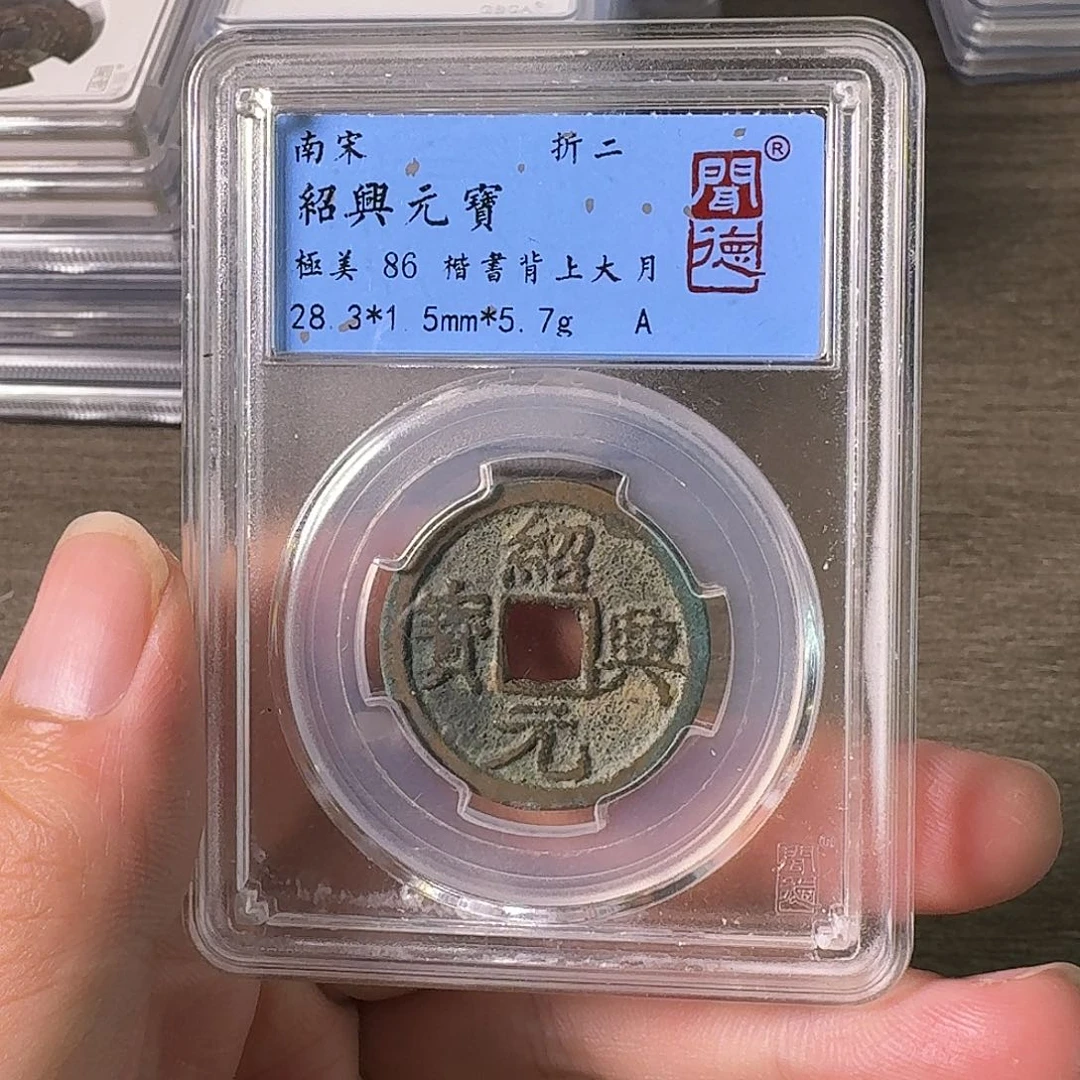 GBCA®
南宋 折二
紹興元寶
極美 86 楷書背上大月
28.3*1.5mm*5.7g A
聞德®
紹興元寶
聞德